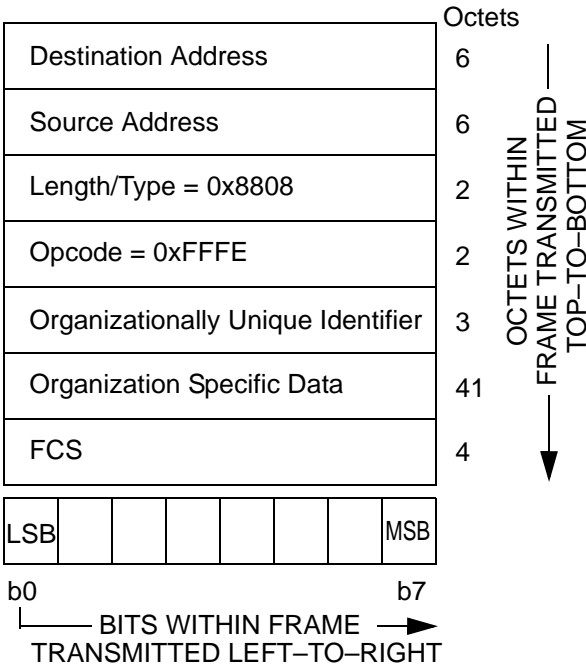 Octets
Destination Address 6
Source Address 6
Length/Type = 0x8808 2
Opcode = 0xFFFE 2
Organizationally Unique Identifier 3
Organization Specific Data 41
FCS 4
OCTETS WITHIN
FRAME TRANSMITTED
TOP–TO–BOTTOM
LSB MSB
b0 b7
BITS WITHIN FRAME
TRANSMITTED LEFT–TO–RIGHT